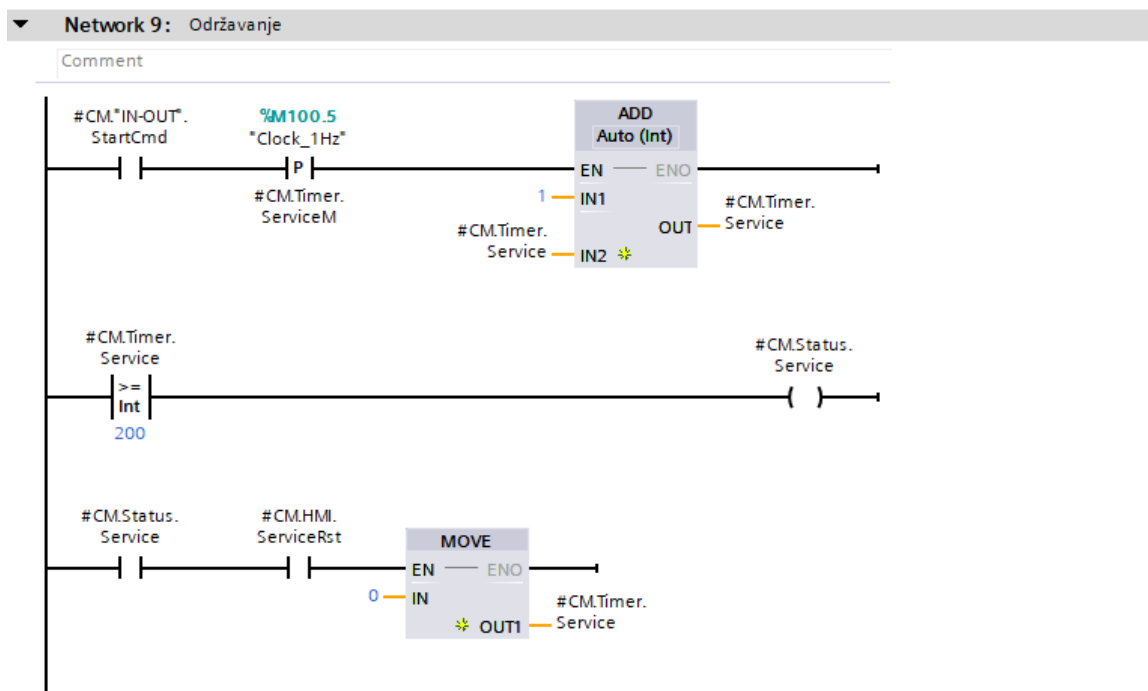 Network 9: Održavanje
Comment
#CM."IN-OUT".
StartCmd
%M100.5
"Clock_1Hz"
P
#CM.Timer.
ServiceM
ADD
Auto (Int)
EN ENO
1 IN1
#CM.Timer.
Service
OUT
#CM.Timer.
Service
IN2
#CM.Timer.
Service
>=
Int
200
#CM.Status.
Service
#CM.Status.
Service
#CM.HMI.
ServiceRst
MOVE
EN ENO
0 IN
OUT1
#CM.Timer.
Service